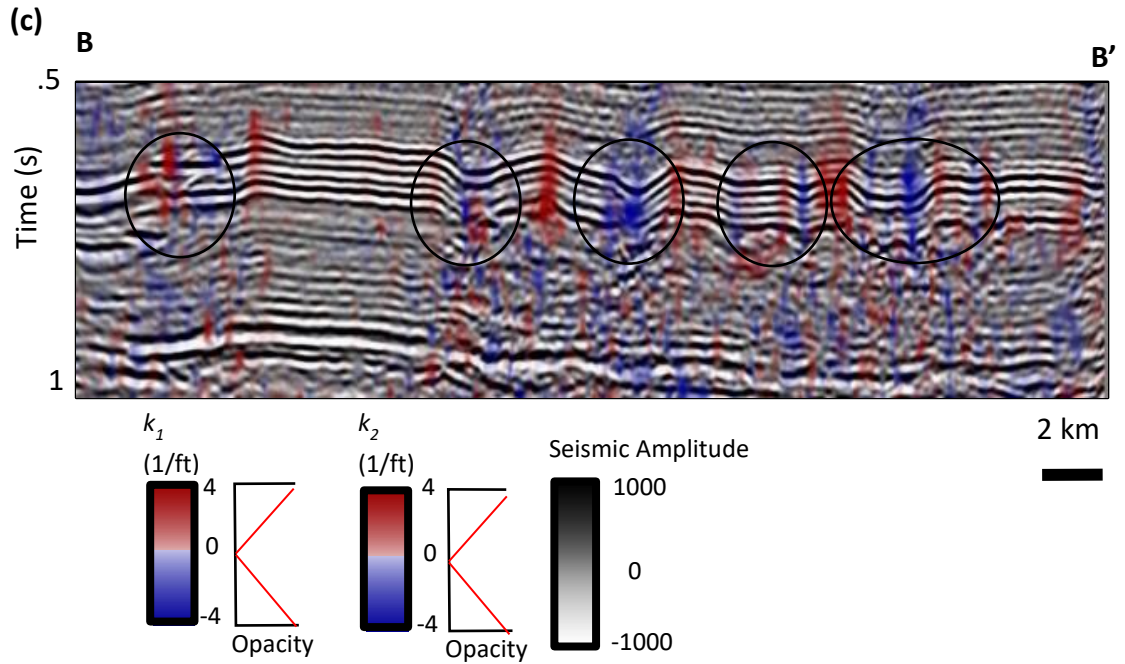 (c)
B
B’
.5
Time (s)
1
2 km
k1
(1/ft)
4
0
-4
Opacity
k2
(1/ft)
4
0
-4
Opacity
Seismic Amplitude
1000
0
-1000